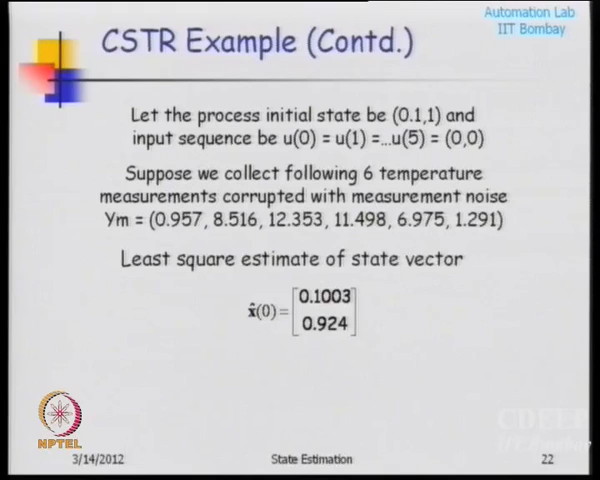 Automation Lab
IIT Bombay
CSTR Example (Contd.)
Let the process initial state be (0.1,1) and
input sequence be u(0) = u(1) =...u(5) = (0,0)
Suppose we collect following 6 temperature
measurements corrupted with measurement noise
Ym = (0.957, 8.516, 12.353, 11.498, 6.975, 1.291)
Least square estimate of state vector
x̂(0) = [0.1003
0.924]
NPTEL
3/14/2012
State Estimation
22